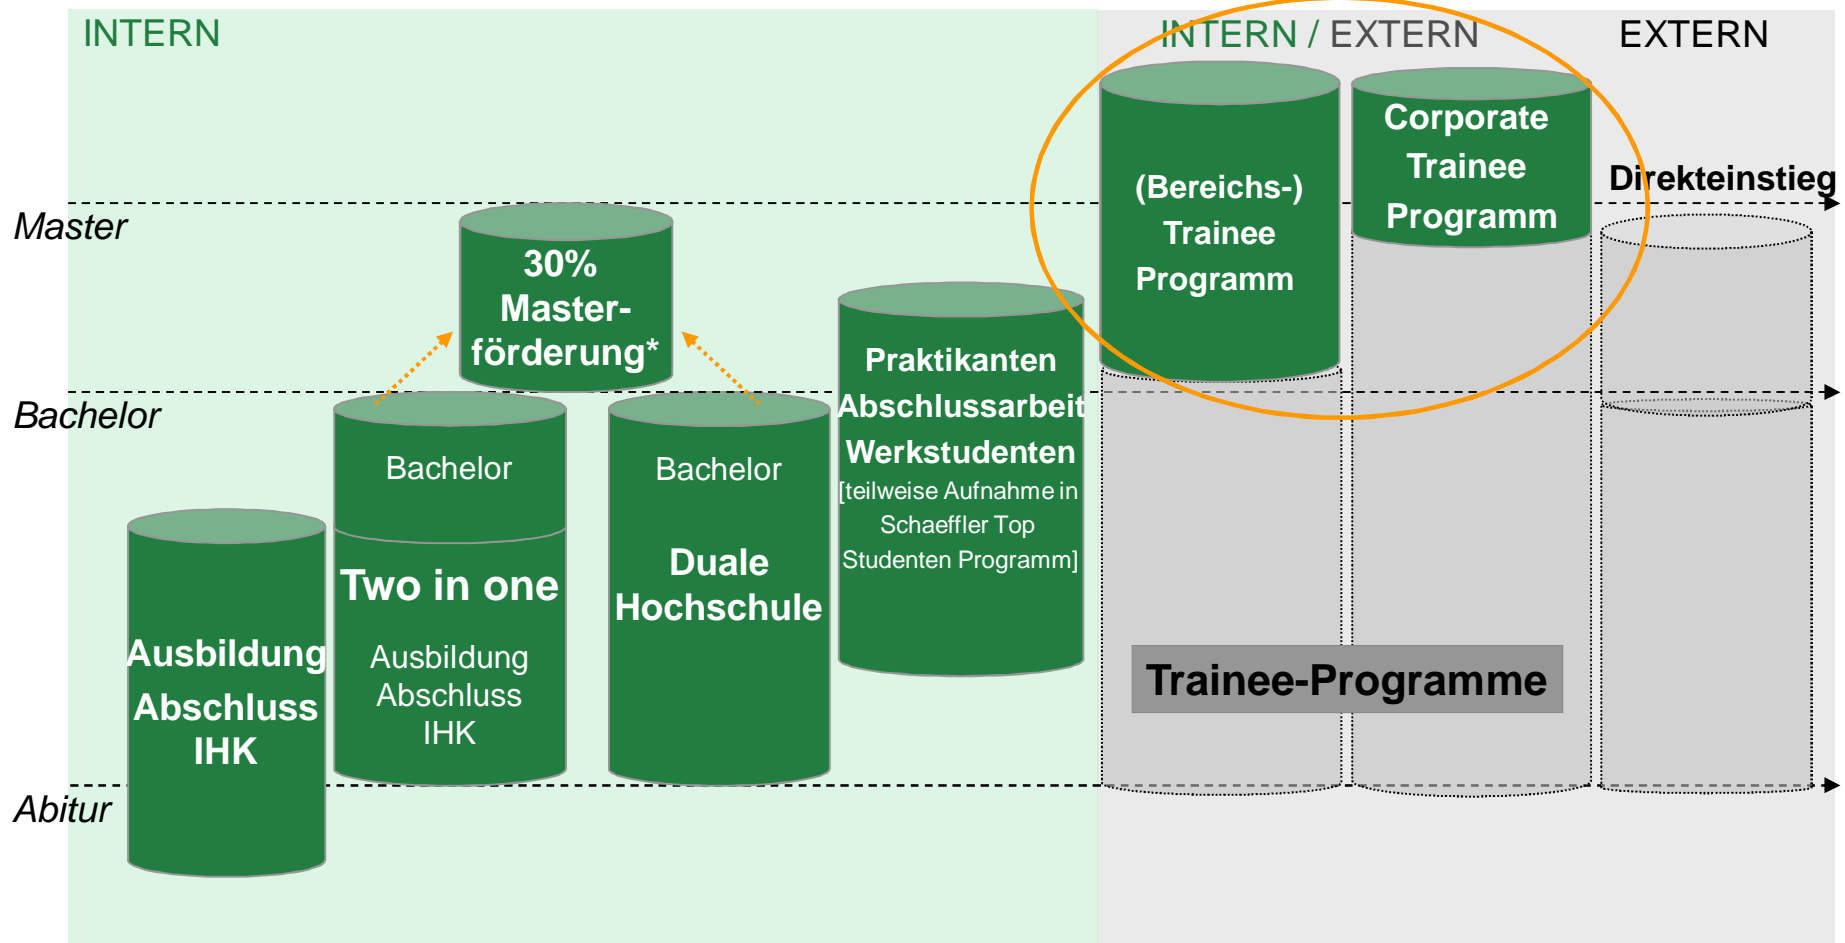 INTERN
INTERN / EXTERN
EXTERN
Master
Bachelor
Abitur
Ausbildung
Abschluss
IHK
Bachelor
Two in one
Ausbildung
Abschluss
IHK
30%
Master-
förderung*
Bachelor
Duale
Hochschule
Praktikanten
Abschlussarbeit
Werkstudenten
[teilweise Aufnahme in
Schaeffler Top
Studenten Programm]
(Bereichs-)
Trainee
Programm
Corporate
Trainee
Programm
Direkteinstieg
Trainee-Programme